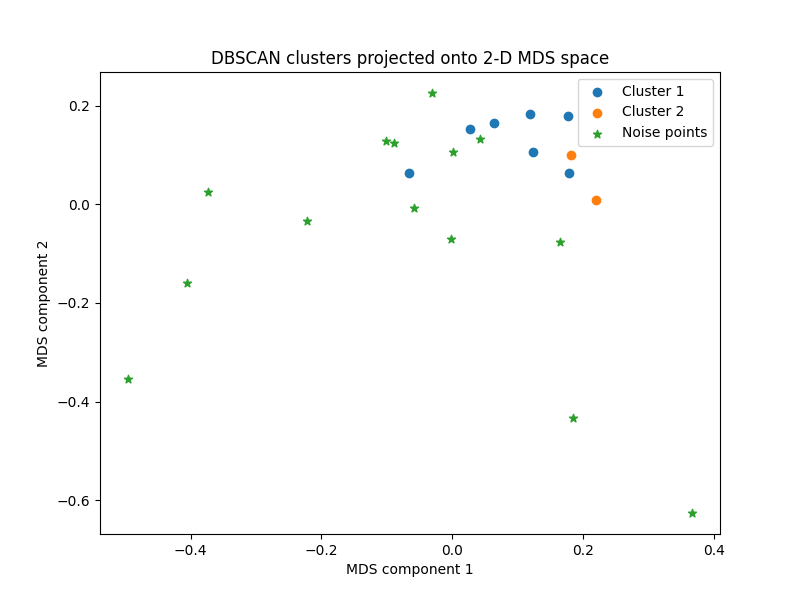 DBSCAN clusters projected onto 2-D MDS space
Cluster 1
Cluster 2
Noise points
0.2
0.0
−0.2
−0.4
−0.6
MDS component 2
−0.4
−0.2
0.0
0.2
0.4
MDS component 1